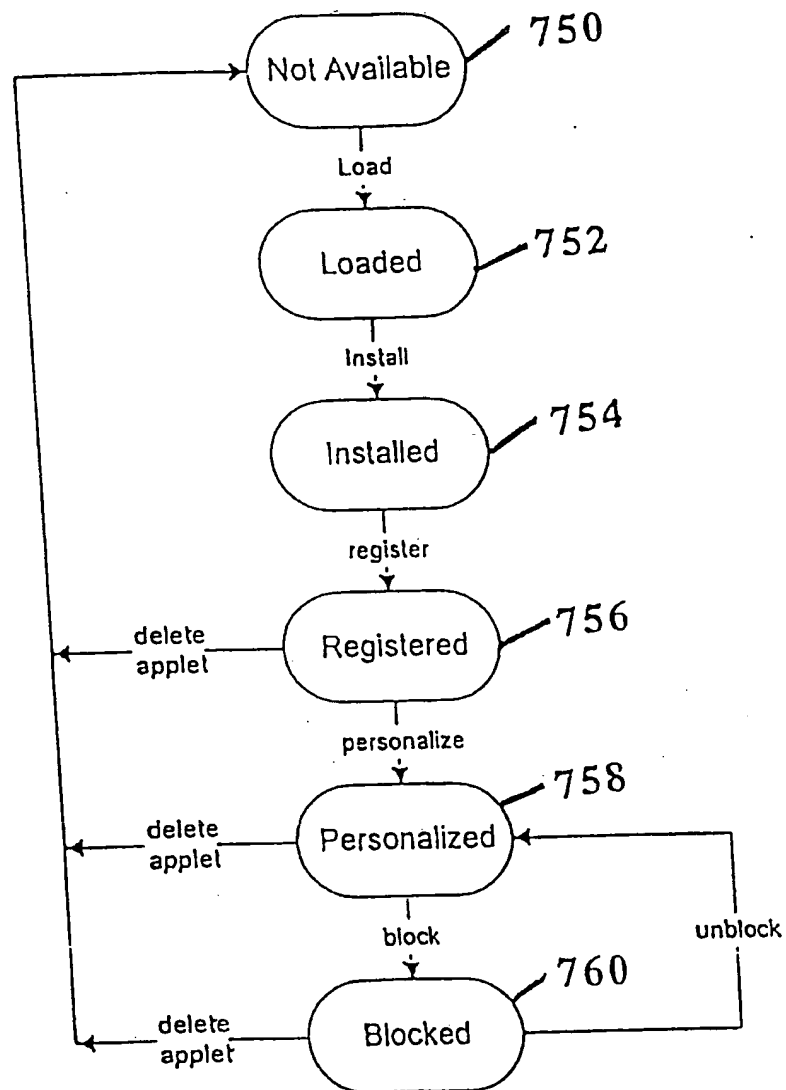 750
Not Available
Load
752
Loaded
Install
754
Installed
register
756
Registered
delete
applet
personalize
758
Personalized
delete
applet
block
unblock
760
Blocked
delete
applet